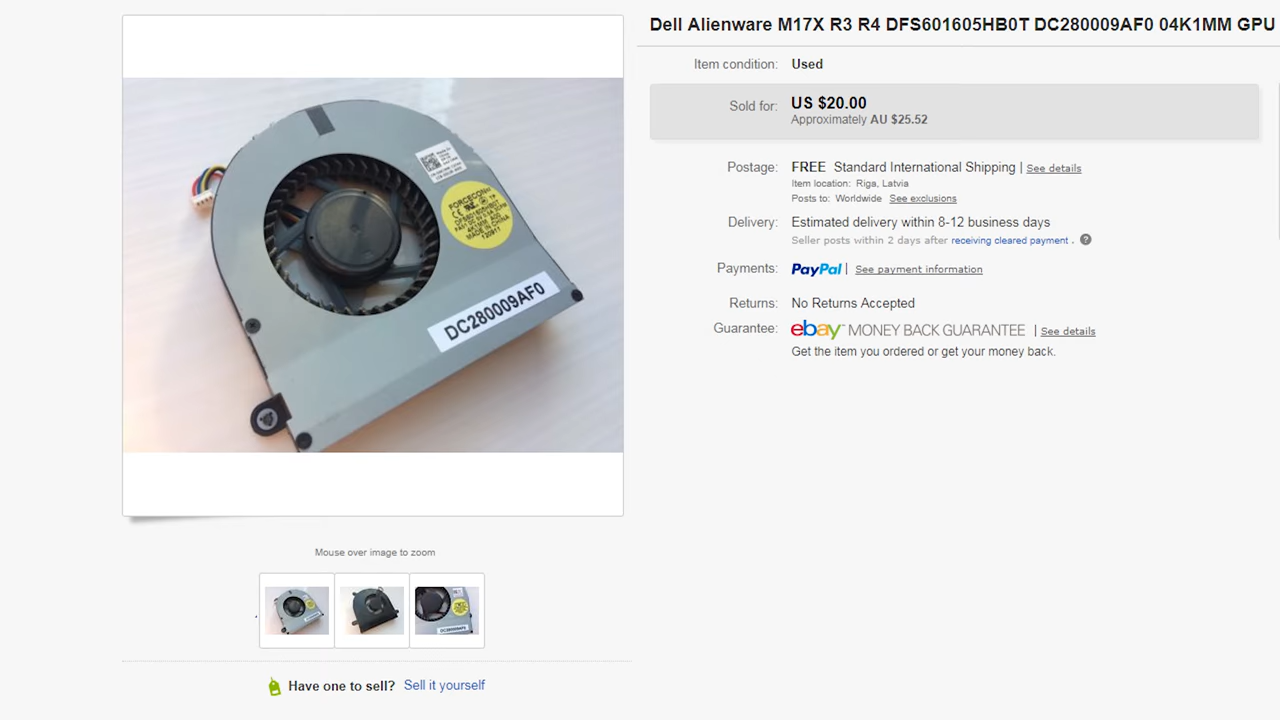 Dell Alienware M17X R3 R4 DFS601605HB0T DC280009AF0 04K1MM GPU
Item condition: Used
Sold for: US $20.00
Approximately AU $25.52
Postage: FREE Standard International Shipping | See details
Item location: Riga, Latvia
Posts to: Worldwide See exclusions
Delivery: Estimated delivery within 8-12 business days
Seller posts within 2 days after receiving cleared payment . ?
Payments: PayPal | See payment information
Returns: No Returns Accepted
Guarantee: ebay MONEY BACK GUARANTEE | See details
Get the item you ordered or get your money back.
FORCECON
DC280009AF0
MADE IN CHINA
Mouse over image to zoom
Have one to sell? Sell it yourself